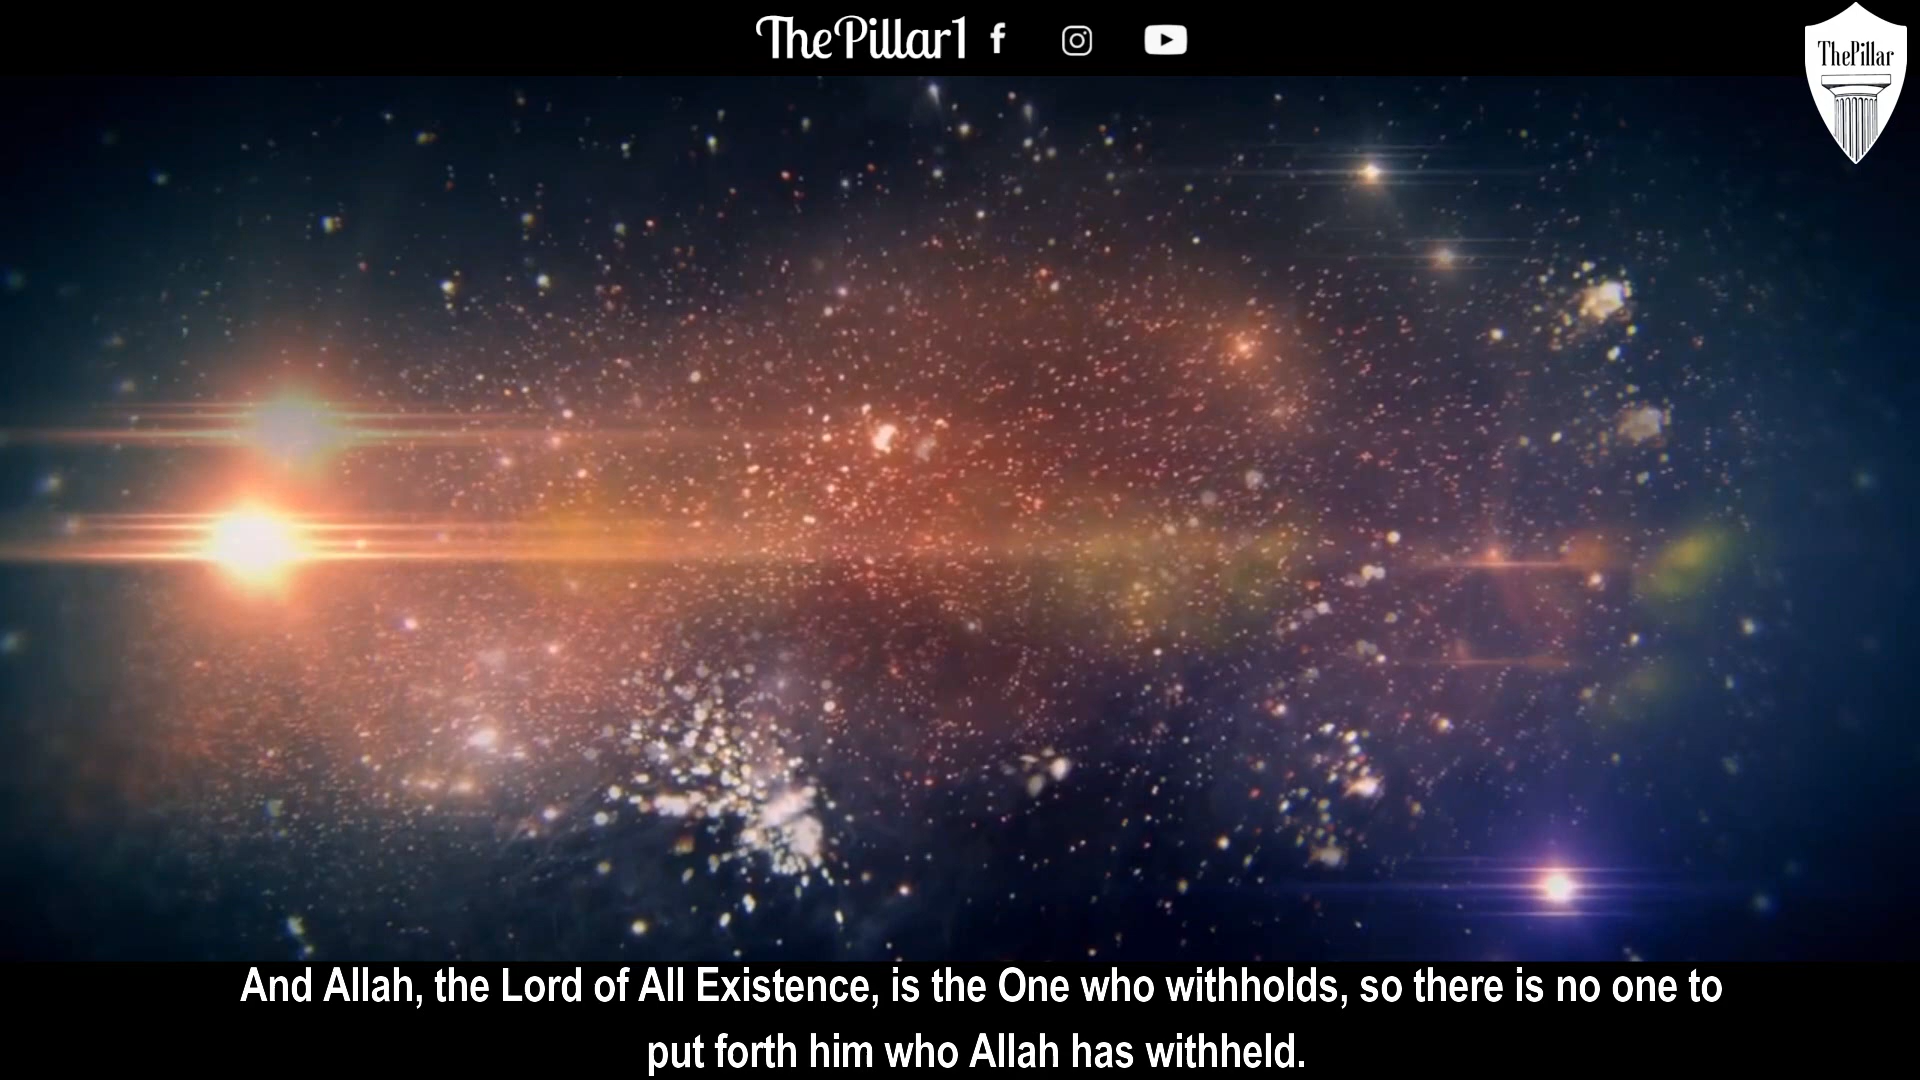 ThePillar1
ThePillar
And Allah, the Lord of All Existence, is the One who withholds, so there is no one to
put forth him who Allah has withheld.